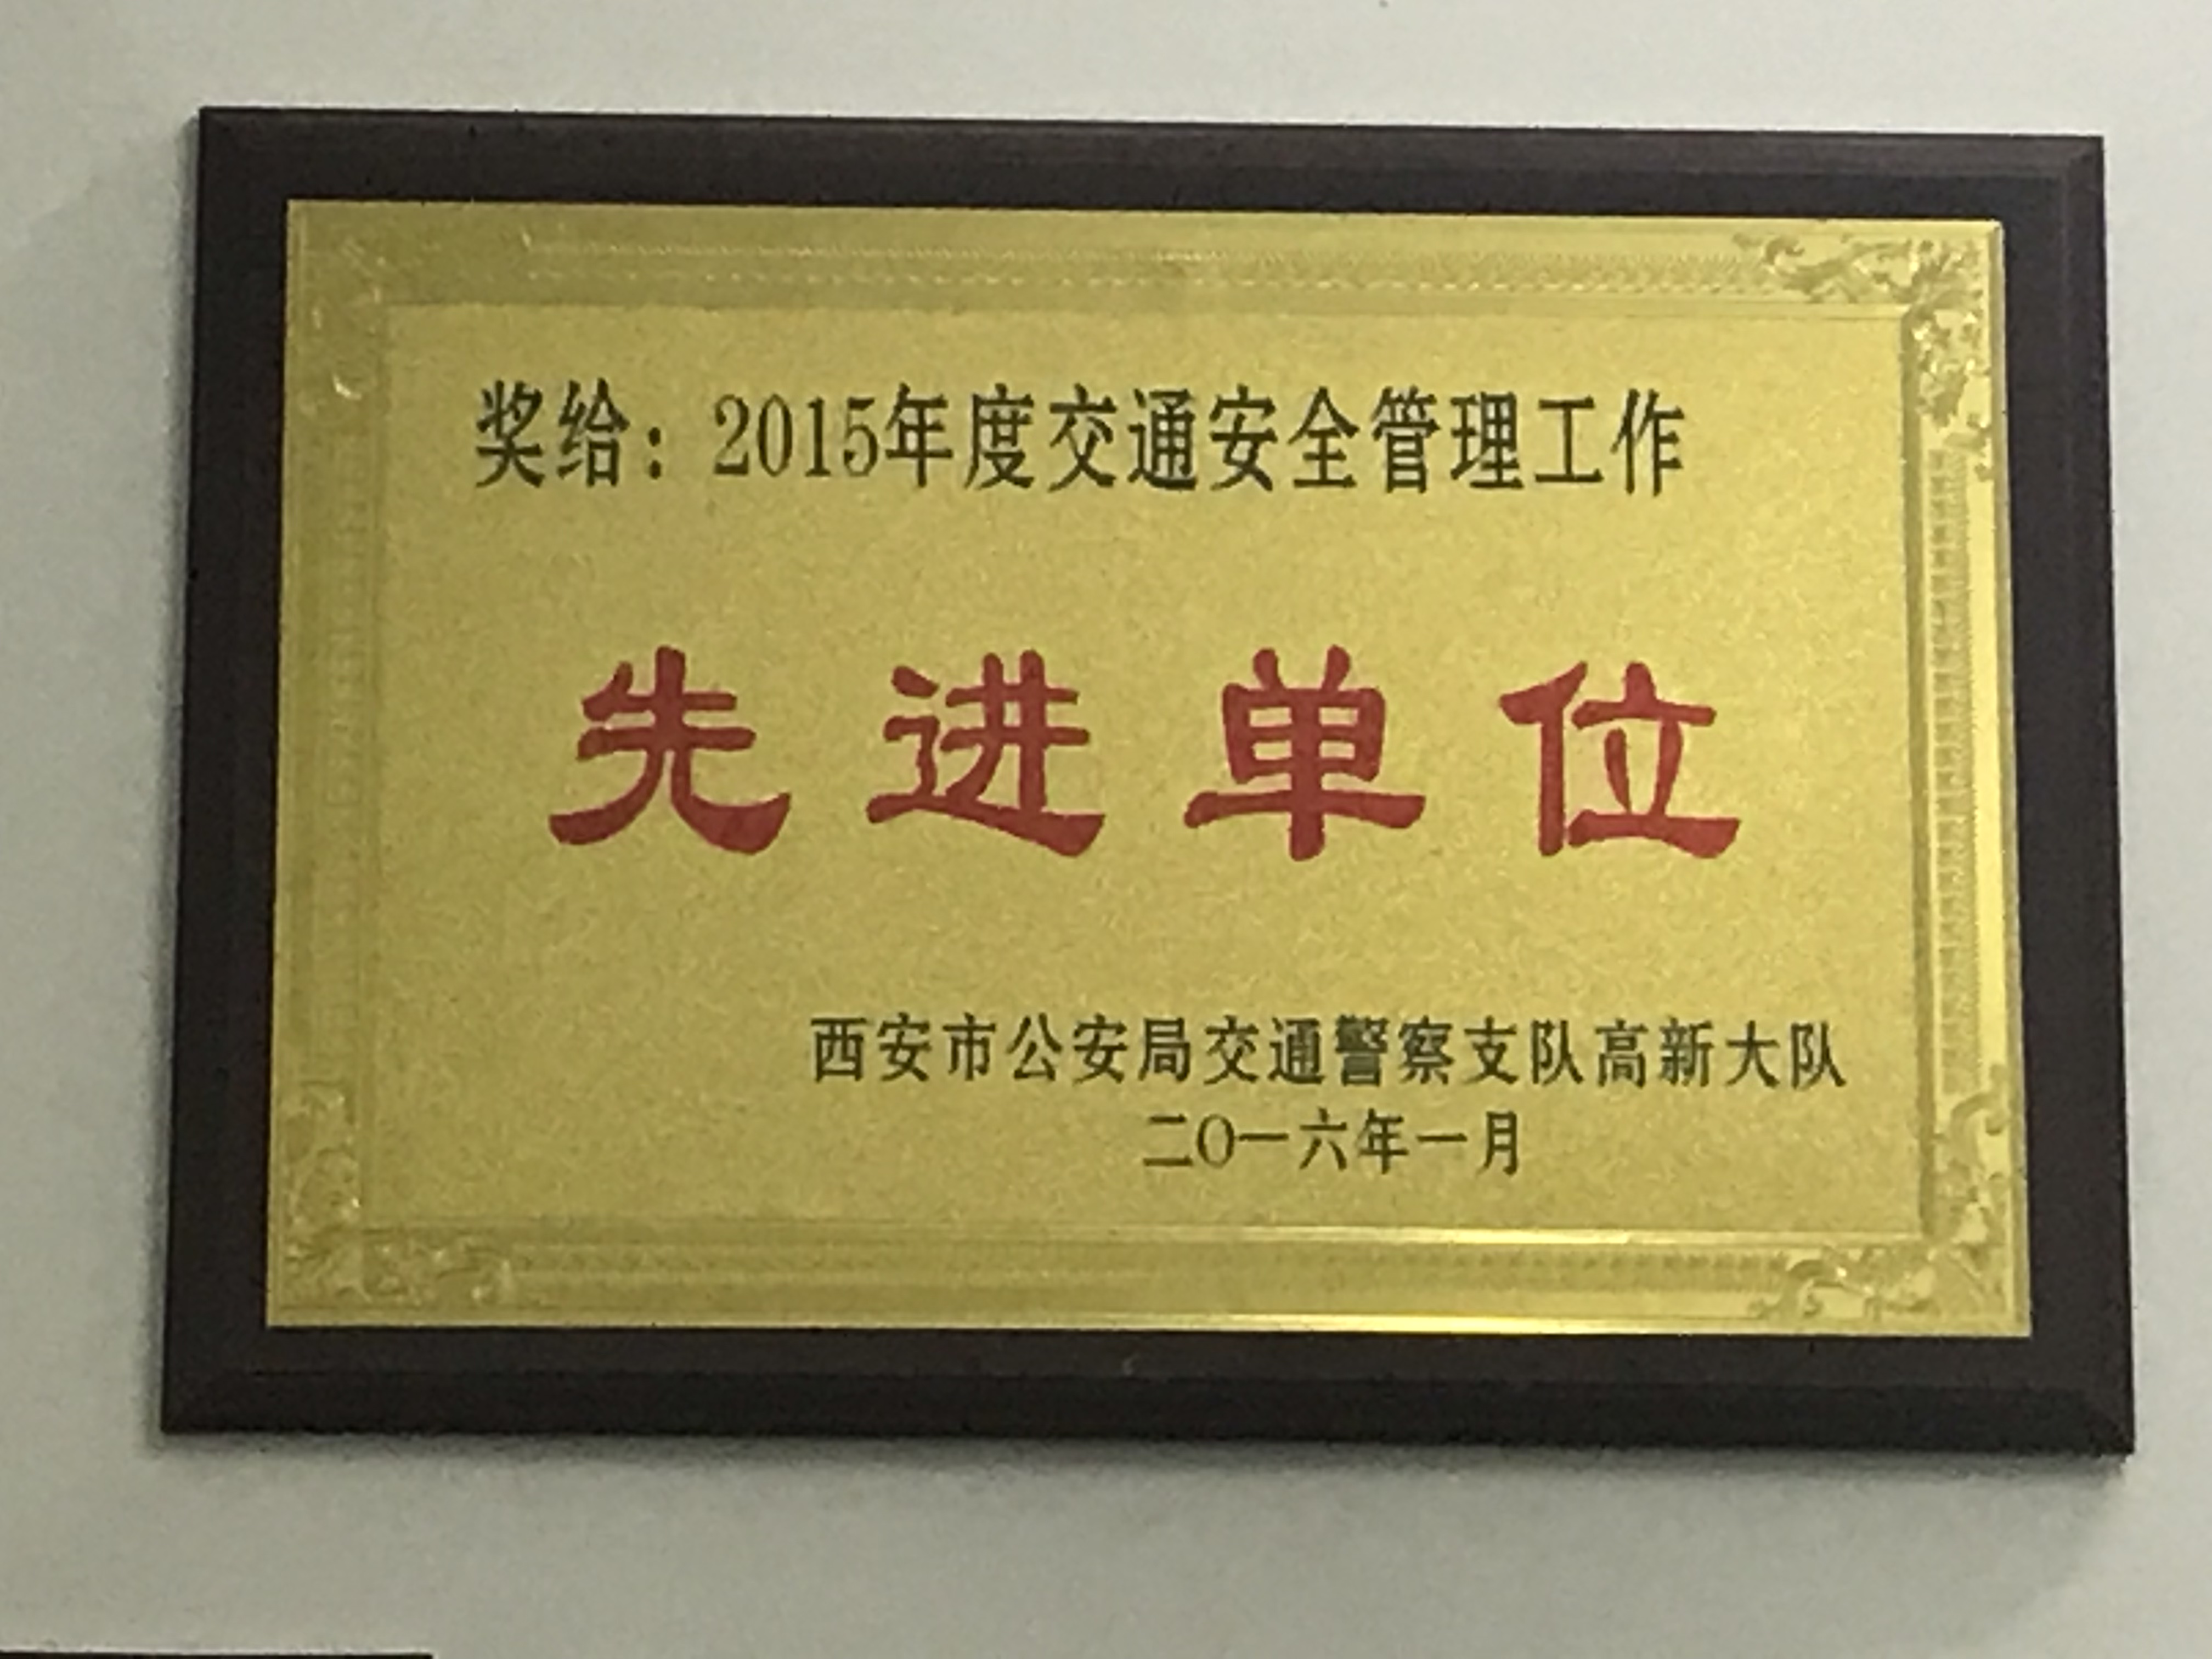 奖给：2015年度交通安全管理工作
先进单位
西安市公安局交通警察支队高新大队
二〇一六年一月